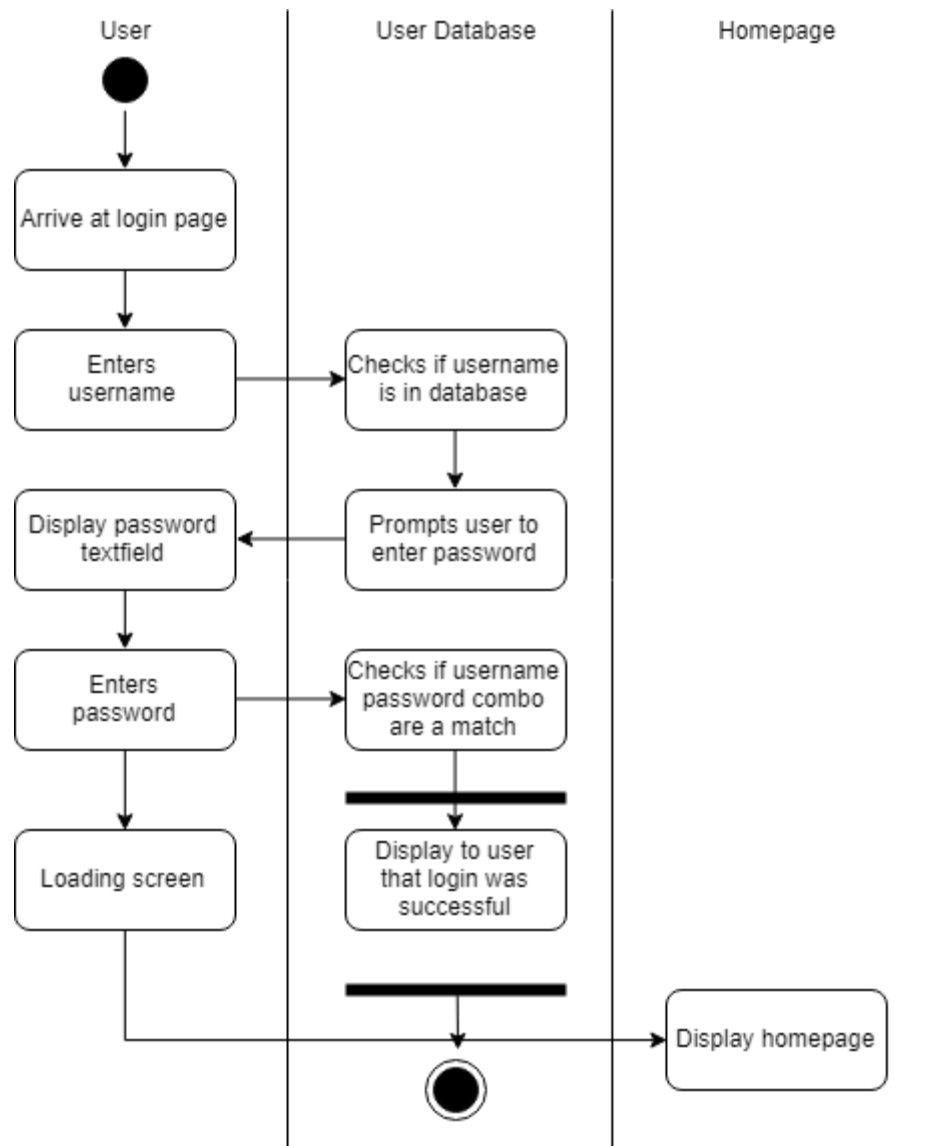 User
User Database
Homepage
Arrive at login page
Enters
username
Checks if username
is in database
Display password
textfield
Prompts user to
enter password
Enters
password
Checks if username
password combo
are a match
Loading screen
Display to user
that login was
successful
Display homepage